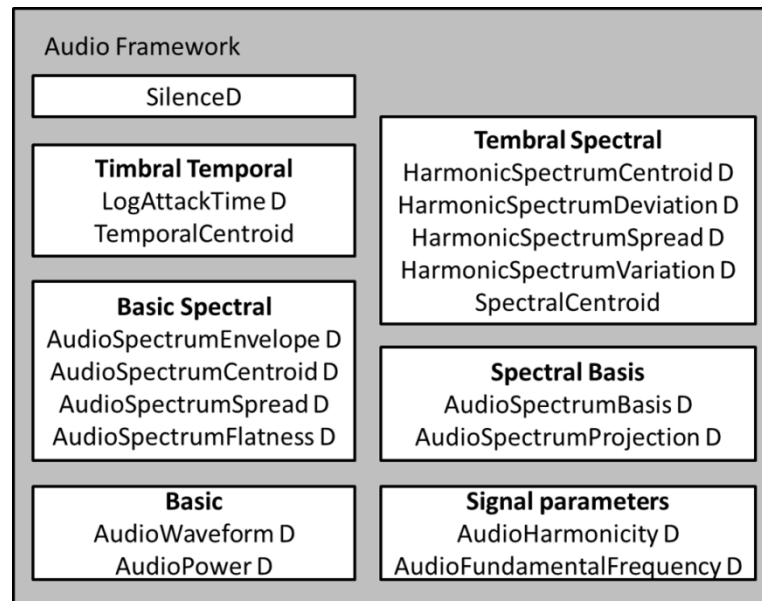 Audio Framework
SilenceD
Timbral Temporal
LogAttackTime D
TemporalCentroid
Basic Spectral
AudioSpectrumEnvelope D
AudioSpectrumCentroid D
AudioSpectrumSpread D
AudioSpectrumFlatness D
Basic
AudioWaveform D
AudioPower D
Tembral Spectral
HarmonicSpectrumCentroid D
HarmonicSpectrumDeviation D
HarmonicSpectrumSpread D
HarmonicSpectrumVariation D
SpectralCentroid
Spectral Basis
AudioSpectrumBasis D
AudioSpectrumProjection D
Signal parameters
AudioHarmonicity D
AudioFundamentalFrequency D